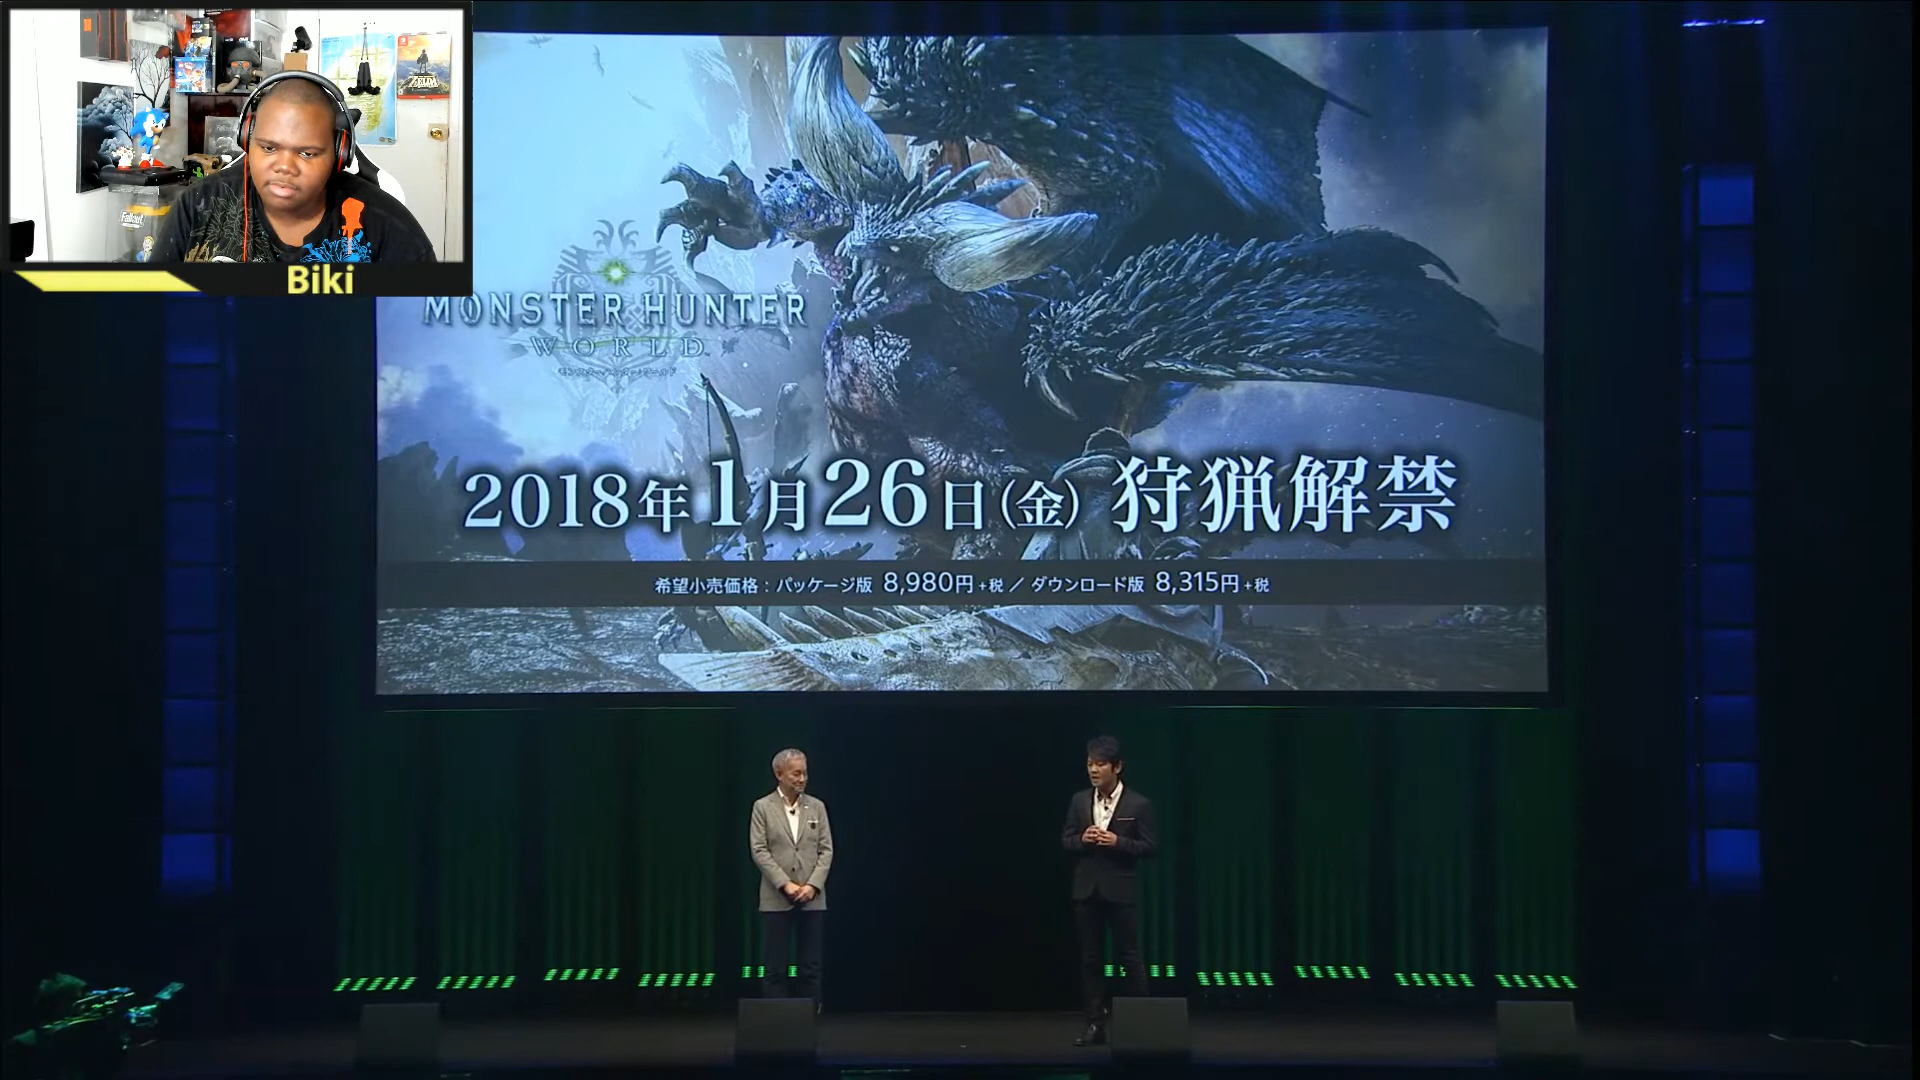 ZELDA
Fallout
Biki
MONSTER HUNTER
WORLD
2018年1月26日(金) 狩猟解禁
希望小売価格：パッケージ版 8,980円+税 ／ ダウンロード版 8,315円+税